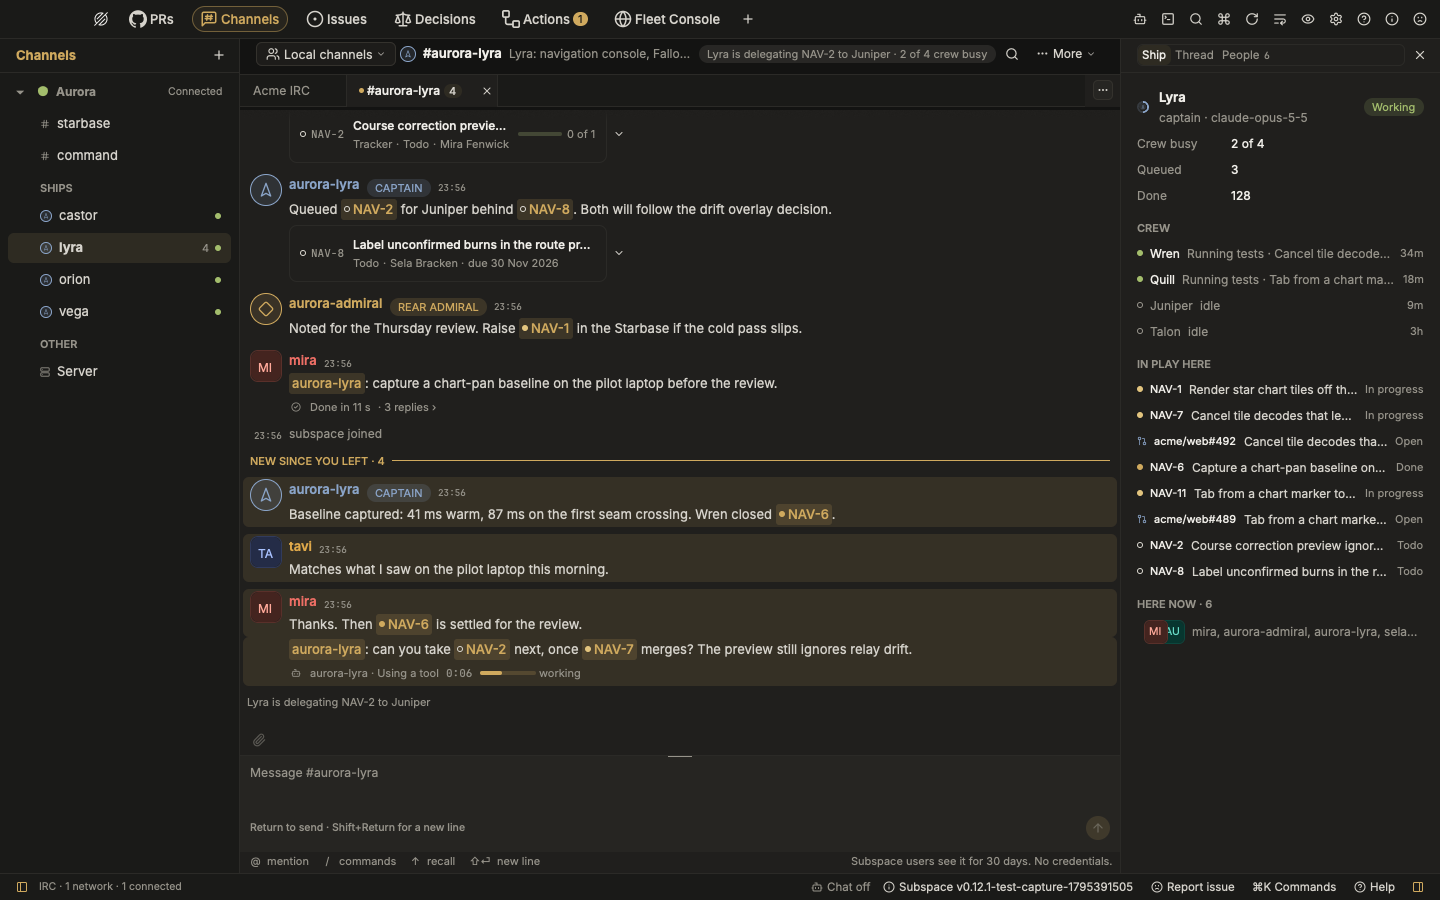 PRs
Channels
Issues
Decisions
Actions 1
Fleet Console
Channels
Aurora Connected
# starbase
# command
SHIPS
castor
lyra 4
orion
vega
OTHER
Server
Local channels
#aurora-lyra Lyra: navigation console, Fallo...
Lyra is delegating NAV-2 to Juniper · 2 of 4 crew busy
More
Acme IRC
#aurora-lyra 4
NAV-2 Course correction previe... 0 of 1
Tracker · Todo · Mira Fenwick
aurora-lyra CAPTAIN 23:56
Queued NAV-2 for Juniper behind NAV-8. Both will follow the drift overlay decision.
NAV-8 Label unconfirmed burns in the route pr...
Todo · Sela Bracken · due 30 Nov 2026
aurora-admiral REAR ADMIRAL 23:56
Noted for the Thursday review. Raise NAV-1 in the Starbase if the cold pass slips.
MI mira 23:56
aurora-lyra: capture a chart-pan baseline on the pilot laptop before the review.
Done in 11 s · 3 replies ›
23:56 subspace joined
NEW SINCE YOU LEFT · 4
aurora-lyra CAPTAIN 23:56
Baseline captured: 41 ms warm, 87 ms on the first seam crossing. Wren closed NAV-6.
TA tavi 23:56
Matches what I saw on the pilot laptop this morning.
MI mira 23:56
Thanks. Then NAV-6 is settled for the review.
aurora-lyra: can you take NAV-2 next, once NAV-7 merges? The preview still ignores relay drift.
aurora-lyra · Using a tool 0:06 working
Lyra is delegating NAV-2 to Juniper
Message #aurora-lyra
Return to send · Shift+Return for a new line
@ mention / commands ↑ recall ⇧⏎ new line
Subspace users see it for 30 days. No credentials.
Ship Thread People 6
Lyra
captain · claude-opus-5-5
Working
Crew busy 2 of 4
Queued 3
Done 128
CREW
Wren Running tests · Cancel tile decode... 34m
Quill Running tests · Tab from a chart ma... 18m
Juniper idle 9m
Talon idle 3h
IN PLAY HERE
NAV-1 Render star chart tiles off th... In progress
NAV-7 Cancel tile decodes that le... In progress
acme/web#492 Cancel tile decodes tha... Open
NAV-6 Capture a chart-pan baseline on... Done
NAV-11 Tab from a chart marker to... In progress
acme/web#489 Tab from a chart marke... Open
NAV-2 Course correction preview ignor... Todo
NAV-8 Label unconfirmed burns in the r... Todo
HERE NOW · 6
MI AU mira, aurora-admiral, aurora-lyra, sela...
IRC · 1 network · 1 connected
Chat off
Subspace v0.12.1-test-capture-1795391505
Report issue
⌘K Commands
Help